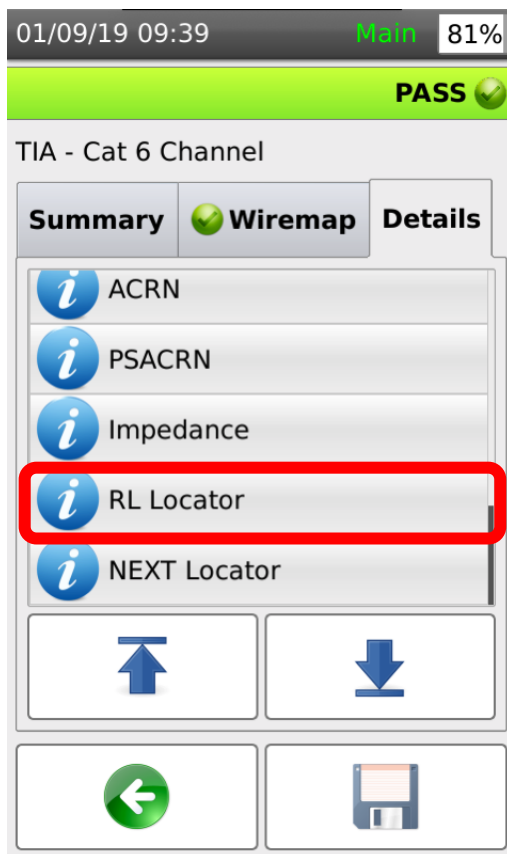 01/09/19 09:39 Main 81%
PASS
TIA - Cat 6 Channel
Summary Wiremap Details
ACRN
PSACRN
Impedance
RL Locator
NEXT Locator